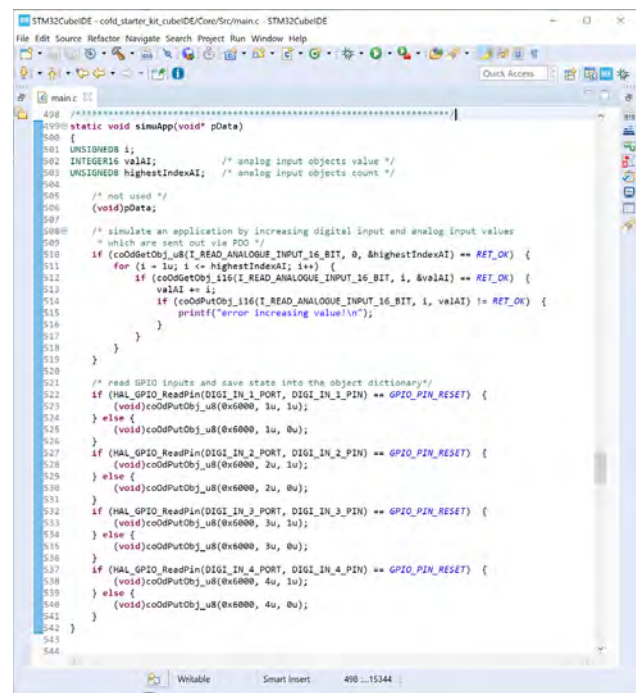 STM32CubeIDE - cofd_starter_kit_cubeIDE/Core/Src/main.c - STM32CubeIDE
File Edit Source Refactor Navigate Search Project Run Window Help
Quick Access
main.c
498 /**********************************************************************/
499 static void simuApp(void* pData)
500 {
501 UNSIGNED8 i;
502 INTEGER16 valAI; /* analog input objects value */
503 UNSIGNED8 highestIndexAI; /* analog input objects count */
504
505 /* not used */
506 (void)pData;
507
508 /* simulate an application by increasing digital input and analog input values
509 * which are sent out via PDO */
510 if (coOdGetObj_u8(I_READ_ANALOGUE_INPUT_16_BIT, 0, &highestIndexAI) == RET_OK) {
511 for (i = 1u; i <= highestIndexAI; i++) {
512 if (coOdGetObj_i16(I_READ_ANALOGUE_INPUT_16_BIT, i, &valAI) == RET_OK) {
513 valAI += i;
514 if (coOdPutObj_i16(I_READ_ANALOGUE_INPUT_16_BIT, i, valAI) != RET_OK) {
515 printf("error increasing value!\n");
516 }
517 }
518 }
519 }
520
521 /* read GPIO inputs and save state into the object dictionary*/
522 if (HAL_GPIO_ReadPin(DIGI_IN_1_PORT, DIGI_IN_1_PIN) == GPIO_PIN_RESET) {
523 (void)coOdPutObj_u8(0x6000, 1u, 1u);
524 } else {
525 (void)coOdPutObj_u8(0x6000, 1u, 0u);
526 }
527 if (HAL_GPIO_ReadPin(DIGI_IN_2_PORT, DIGI_IN_2_PIN) == GPIO_PIN_RESET) {
528 (void)coOdPutObj_u8(0x6000, 2u, 1u);
529 } else {
530 (void)coOdPutObj_u8(0x6000, 2u, 0u);
531 }
532 if (HAL_GPIO_ReadPin(DIGI_IN_3_PORT, DIGI_IN_3_PIN) == GPIO_PIN_RESET) {
533 (void)coOdPutObj_u8(0x6000, 3u, 1u);
534 } else {
535 (void)coOdPutObj_u8(0x6000, 3u, 0u);
536 }
537 if (HAL_GPIO_ReadPin(DIGI_IN_4_PORT, DIGI_IN_4_PIN) == GPIO_PIN_RESET) {
538 (void)coOdPutObj_u8(0x6000, 4u, 1u);
539 } else {
540 (void)coOdPutObj_u8(0x6000, 4u, 0u);
541 }
542 }
543
544
Writable Smart Insert 498 :...15344